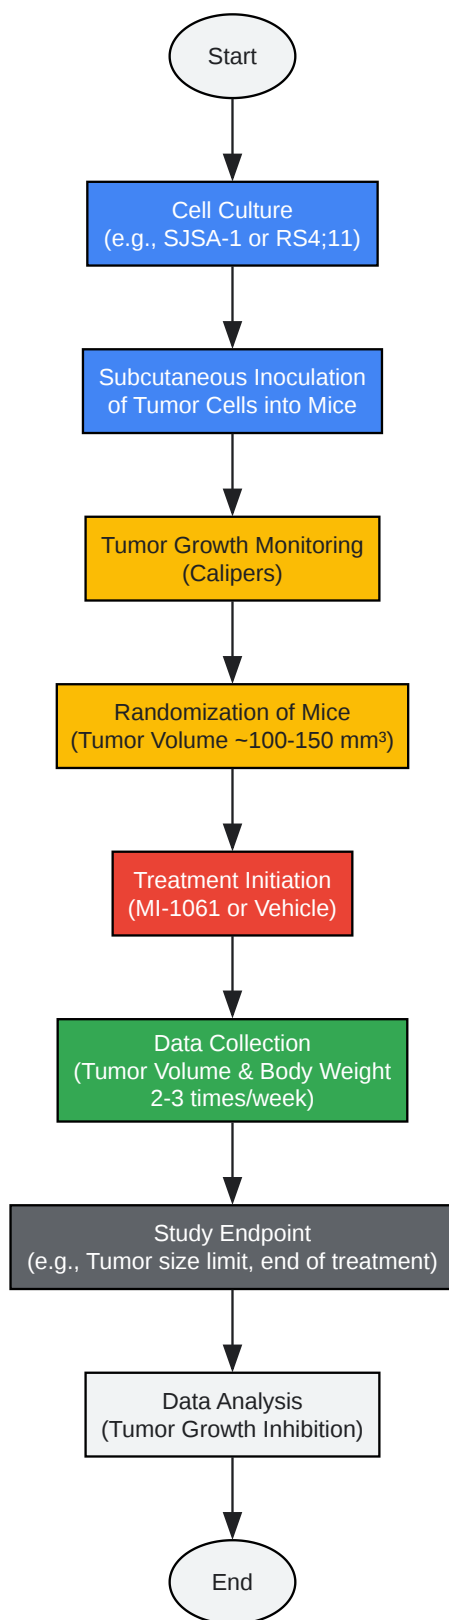 Start
Cell Culture
(e.g., SJSA-1 or RS4;11)
Subcutaneous Inoculation
of Tumor Cells into Mice
Tumor Growth Monitoring
(Calipers)
Randomization of Mice
(Tumor Volume ~100-150 mm³)
Treatment Initiation
(MI-1061 or Vehicle)
Data Collection
(Tumor Volume & Body Weight
2-3 times/week)
Study Endpoint
(e.g., Tumor size limit, end of treatment)
Data Analysis
(Tumor Growth Inhibition)
End